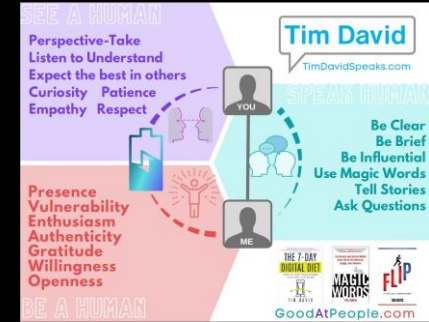 SEE A HUMAN
Perspective-Take
Listen to Understand
Expect the best in others
Curiosity Patience
Empathy Respect
Tim David
TimDavidSpeaks.com
YOU
SPEAK HUMAN
Be Clear
Be Brief
Be Influential
Use Magic Words
Tell Stories
Ask Questions
Presence
Vulnerability
Enthusiasm
Authenticity
Gratitude
Willingness
Openness
BE A HUMAN
ME
THE 7-DAY
DIGITAL DIET
TIM DAVID
MAGIC
WORDS
FLIP
GoodAtPeople.com